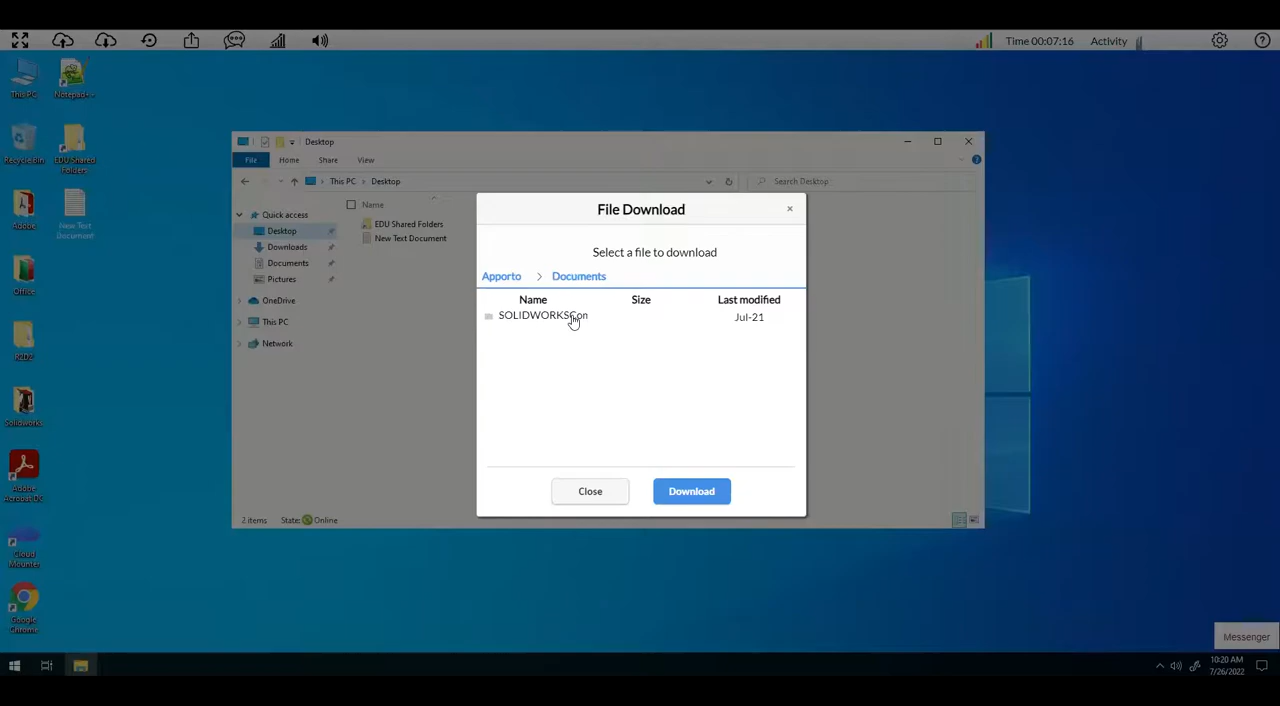 Time 00:07:16 Activity
This PC
Notepad++
Recycle Bin
EDU Shared
Folders
Adobe
New Text
Document
Office
R2D2
Solidworks
Adobe
Acrobat DC
Cloud
Mounter
Google
Chrome
Desktop
File Home Share View
This PC Desktop
Search Desktop
Name
Quick access
Desktop
Downloads
Documents
Pictures
OneDrive
This PC
Network
EDU Shared Folders
New Text Document
2 items State: Online
File Download
×
Select a file to download
Apporto > Documents
Name Size Last modified
SOLIDWORKSCon Jul-21
Close Download
Messenger
10:20 AM
7/26/2022